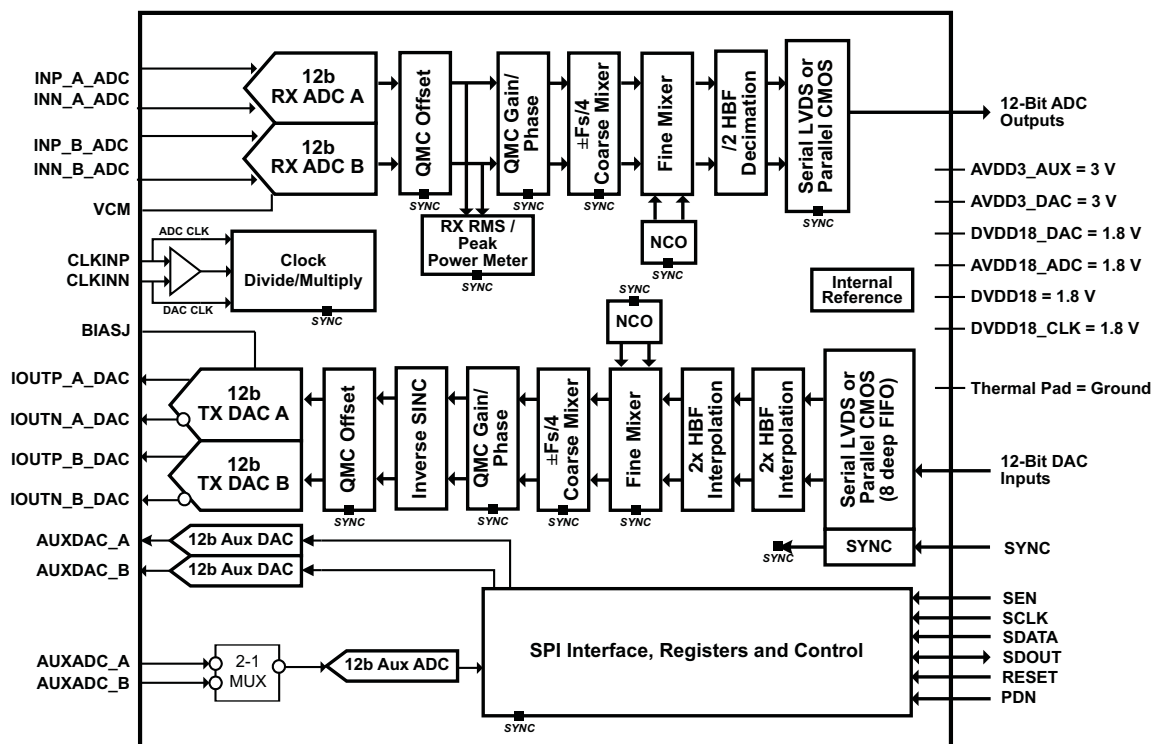 INP_A_ADC
INN_A_ADC
INP_B_ADC
INN_B_ADC
VCM
12b
RX ADC A
12b
RX ADC B
QMC Offset
SYNC
QMC Gain/
Phase
SYNC
±Fs/4
Coarse Mixer
SYNC
Fine Mixer
/2 HBF
Decimation
Serial LVDS or
Parallel CMOS
SYNC
12-Bit ADC
Outputs
RX RMS /
Peak
Power Meter
SYNC
NCO
SYNC
ADC CLK
CLKINP
CLKINN
DAC CLK
Clock
Divide/Multiply
SYNC
Internal
Reference
AVDD3_AUX = 3 V
AVDD3_DAC = 3 V
DVDD18_DAC = 1.8 V
AVDD18_ADC = 1.8 V
DVDD18 = 1.8 V
DVDD18_CLK = 1.8 V
Thermal Pad = Ground
BIASJ
SYNC
NCO
IOUTP_A_DAC
IOUTN_A_DAC
IOUTP_B_DAC
IOUTN_B_DAC
12b
TX DAC A
12b
TX DAC B
QMC Offset
SYNC
Inverse SINC
QMC Gain/
Phase
SYNC
±Fs/4
Coarse Mixer
SYNC
Fine Mixer
SYNC
2x HBF
Interpolation
2x HBF
Interpolation
Serial LVDS or
Parallel CMOS
(8 deep FIFO)
12-Bit DAC
Inputs
SYNC
SYNC
SYNC
AUXDAC_A
AUXDAC_B
12b Aux DAC
12b Aux DAC
AUXADC_A
AUXADC_B
2-1
MUX
12b Aux ADC
SPI Interface, Registers and Control
SYNC
SEN
SCLK
SDATA
SDOUT
RESET
PDN